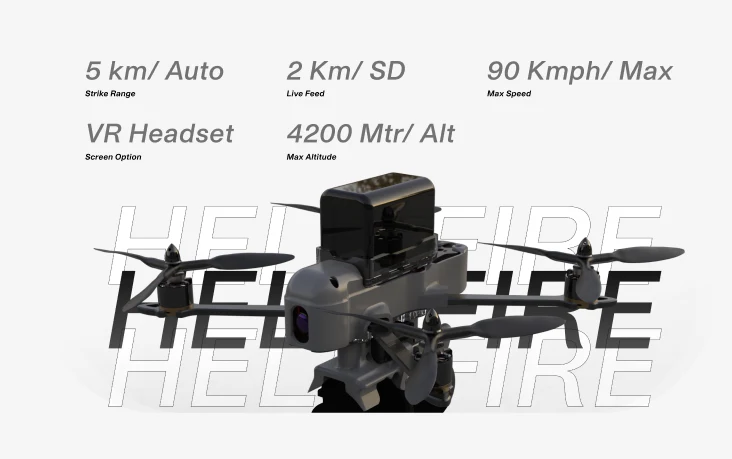 5 km/ Auto
Strike Range
2 Km/ SD
Live Feed
90 Kmph/ Max
Max Speed
VR Headset
Screen Option
4200 Mtr/ Alt
Max Altitude
HELLFIRE
HELLFIRE
HELLFIRE